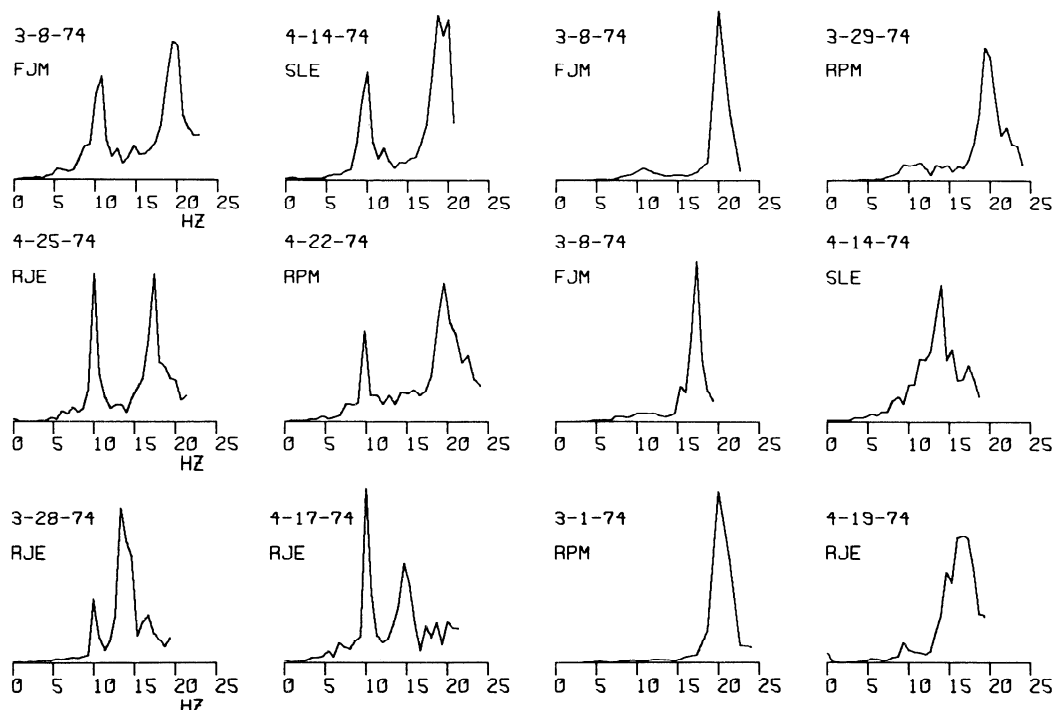 3-8-74 4-14-74 3-8-74 3-29-74
FJM SLE FJM RPM
0 5 10 15 20 25 0 5 10 15 20 25 0 5 10 15 20 25 0 5 10 15 20 25
HZ
4-25-74 4-22-74 3-8-74 4-14-74
RJE RPM FJM SLE
0 5 10 15 20 25 0 5 10 15 20 25 0 5 10 15 20 25 0 5 10 15 20 25
HZ
3-28-74 4-17-74 3-1-74 4-19-74
RJE RJE RPM RJE
0 5 10 15 20 25 0 5 10 15 20 25 0 5 10 15 20 25 0 5 10 15 20 25
HZ